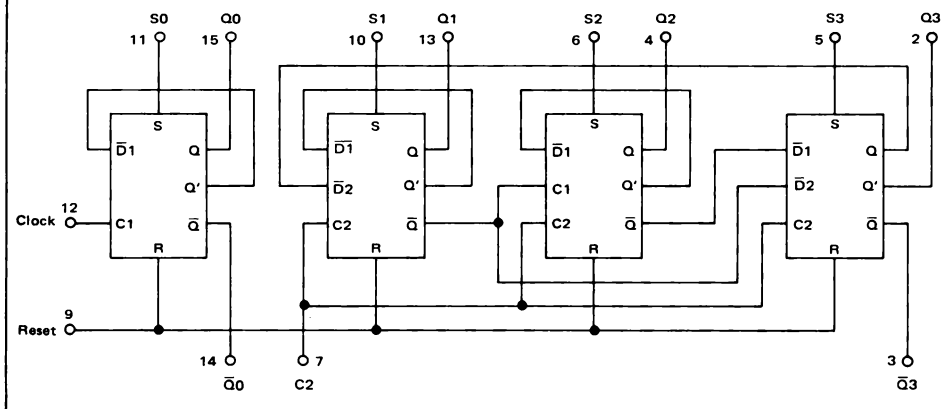 S0 Q0 S1 Q1 S2 Q2 S3 Q3
11 15 10 13 6 4 5 2
S S S S
D̅1 Q D̅1 Q D̅1 Q D̅1 Q
Q' D̅2 Q' C1 Q' D̅2 Q'
Clock 12 C1 Q̅ C2 Q̅ C2 Q̅ C2 Q̅
R R R R
Reset 9
14 7 3
Q̅0 C2 Q̅3